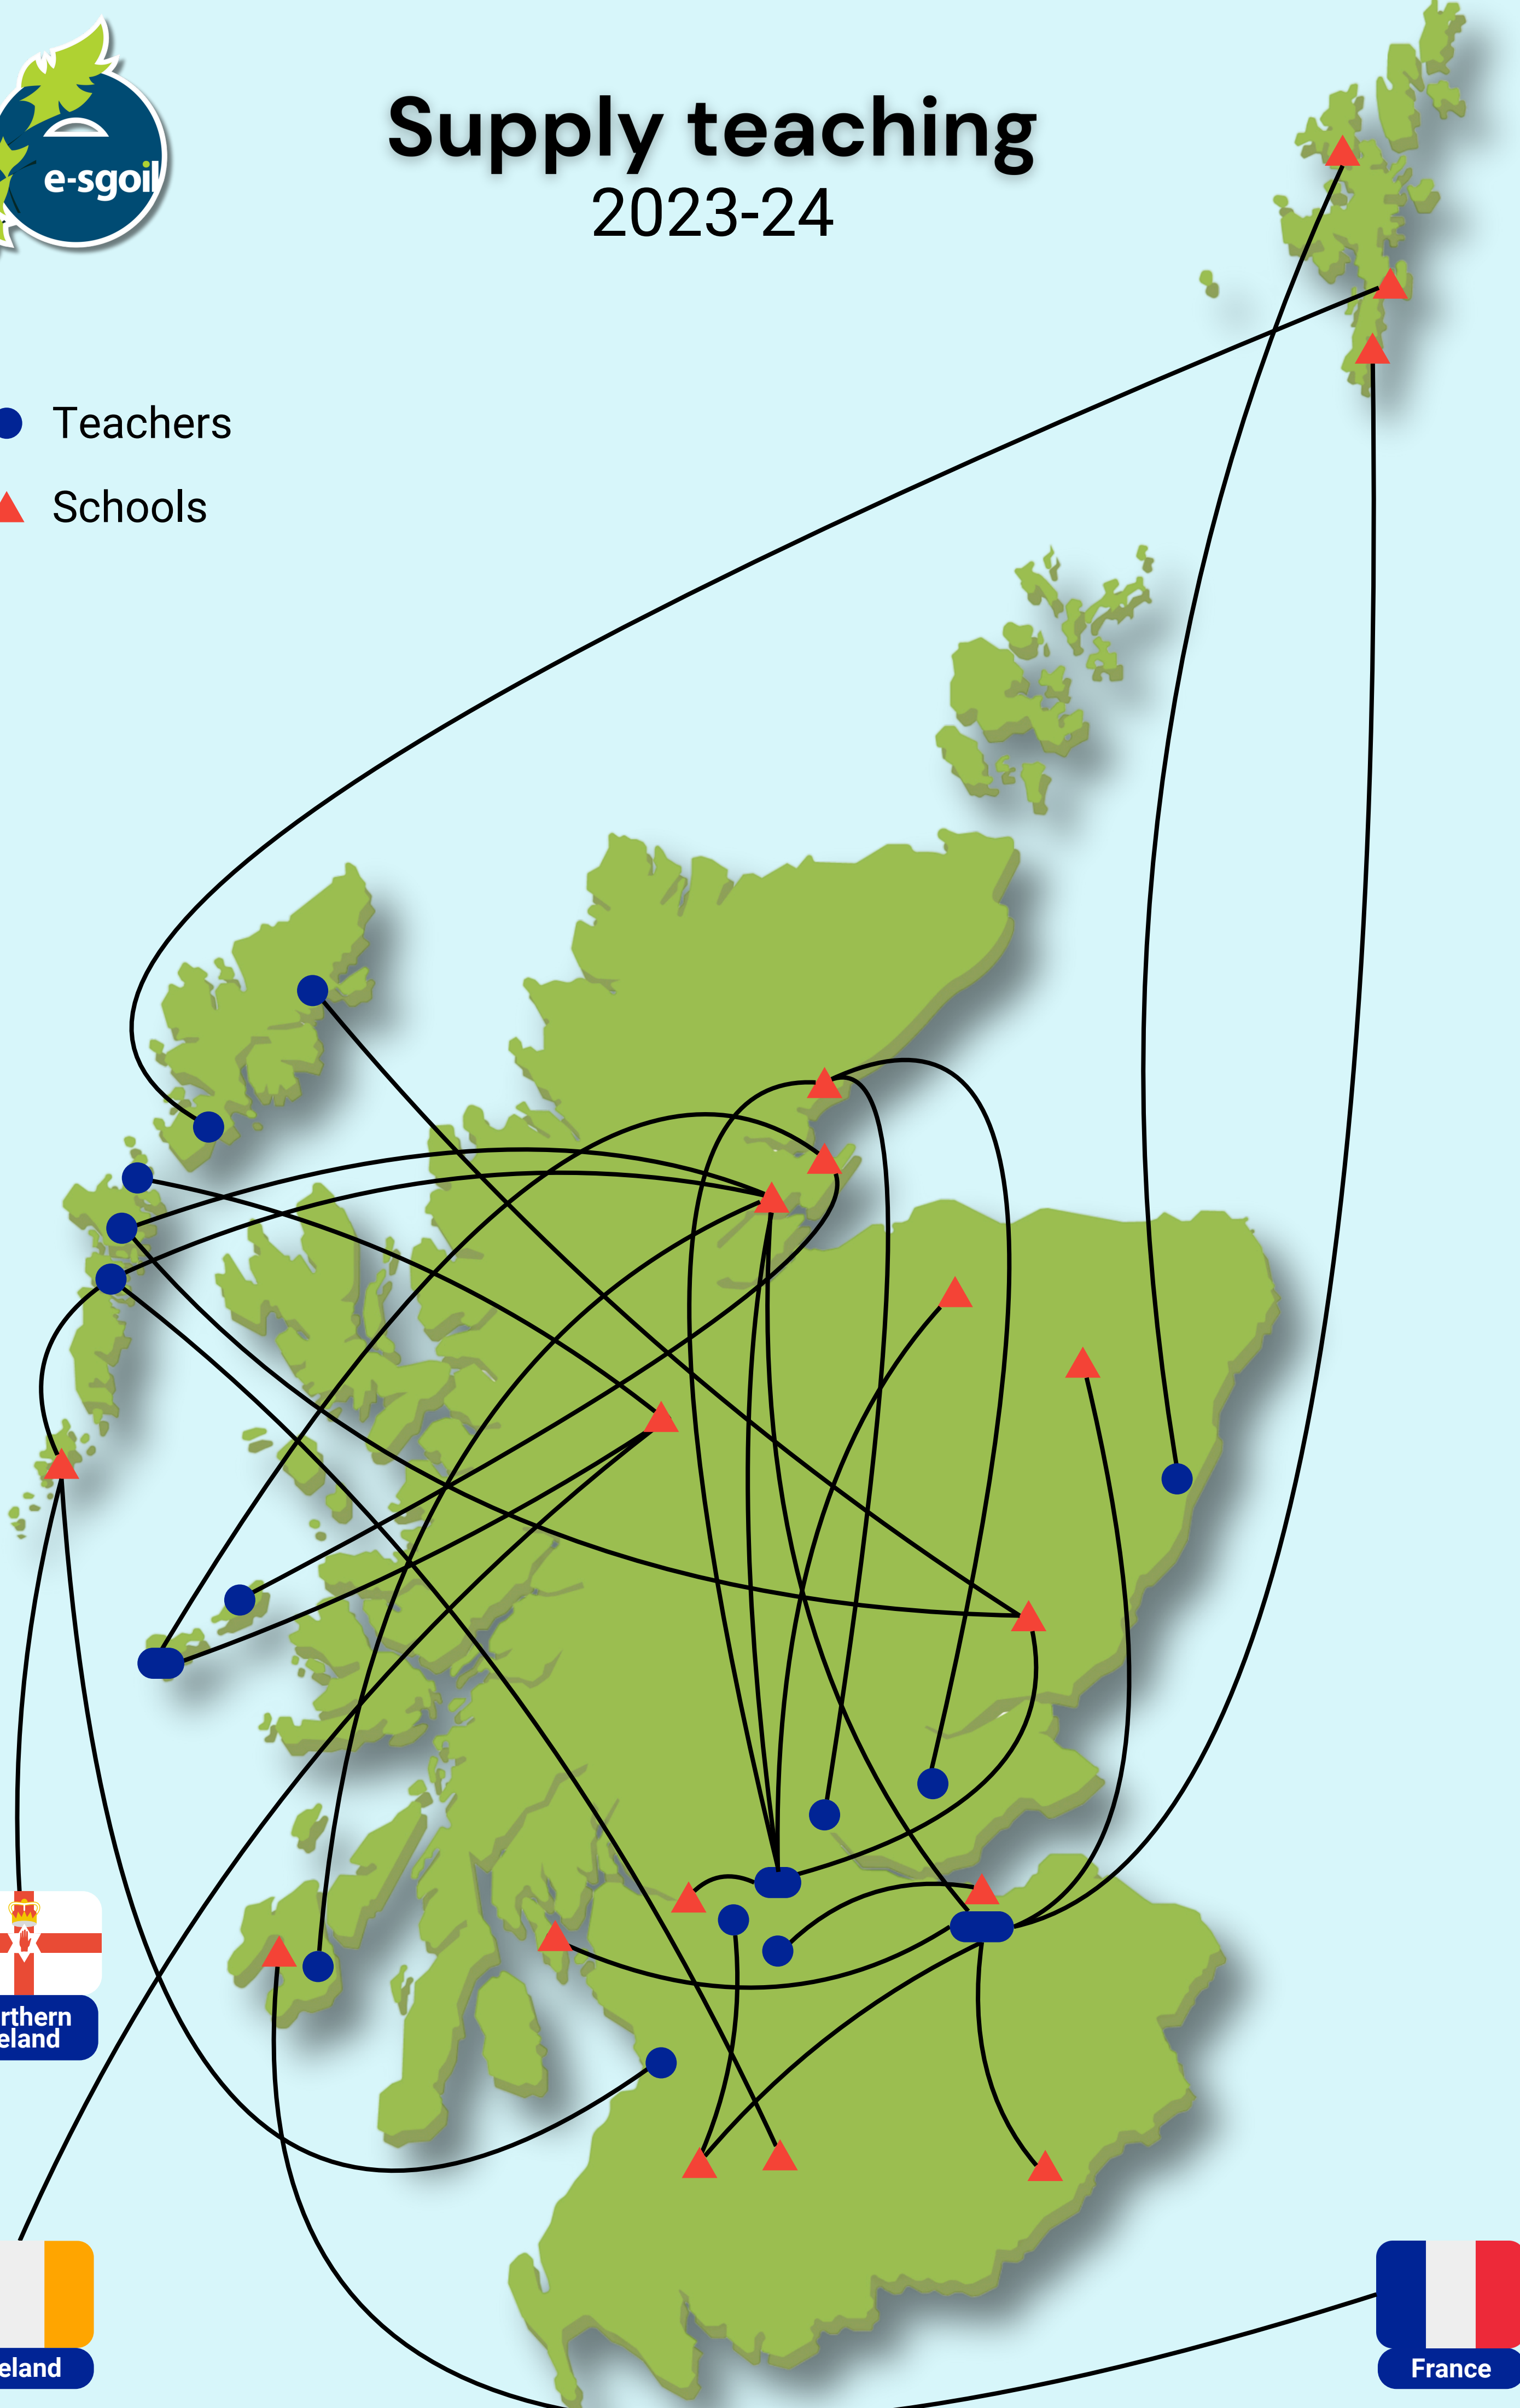 e-sgoil
Supply teaching
2023-24
Teachers
Schools
rthern
eland
eland
France